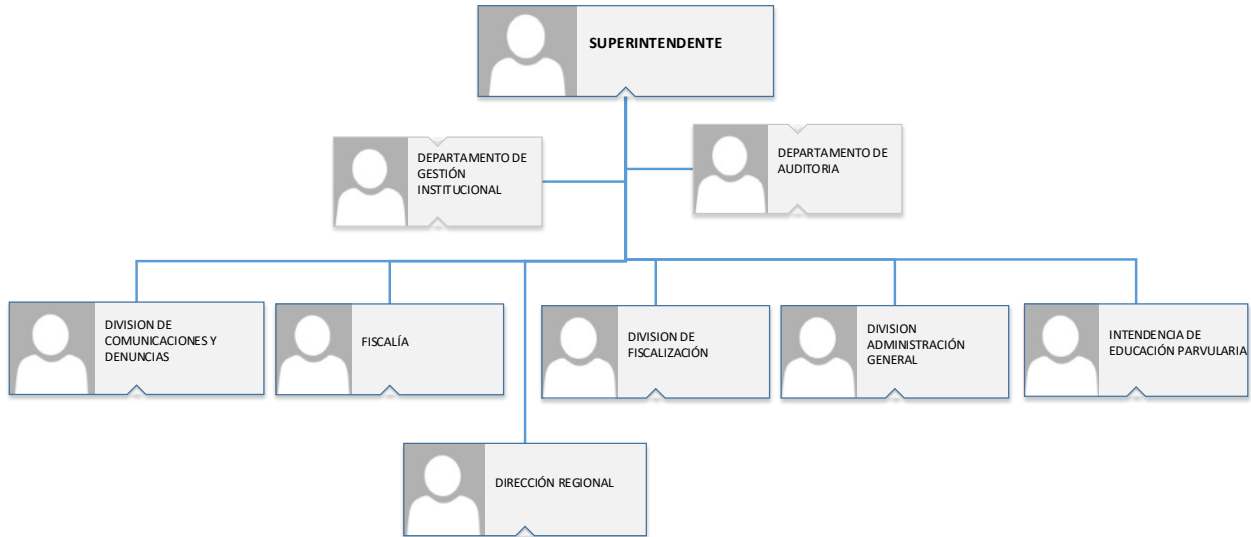 SUPERINTENDENTE
DEPARTAMENTO DE
GESTIÓN
INSTITUCIONAL
DEPARTAMENTO DE
AUDITORIA
DIVISION DE
COMUNICACIONES Y
DENUNCIAS
FISCALÍA
DIVISION DE
FISCALIZACIÓN
DIVISION
ADMINISTRACIÓN
GENERAL
INTENDENCIA DE
EDUCACIÓN PARVULARIA
DIRECCIÓN REGIONAL